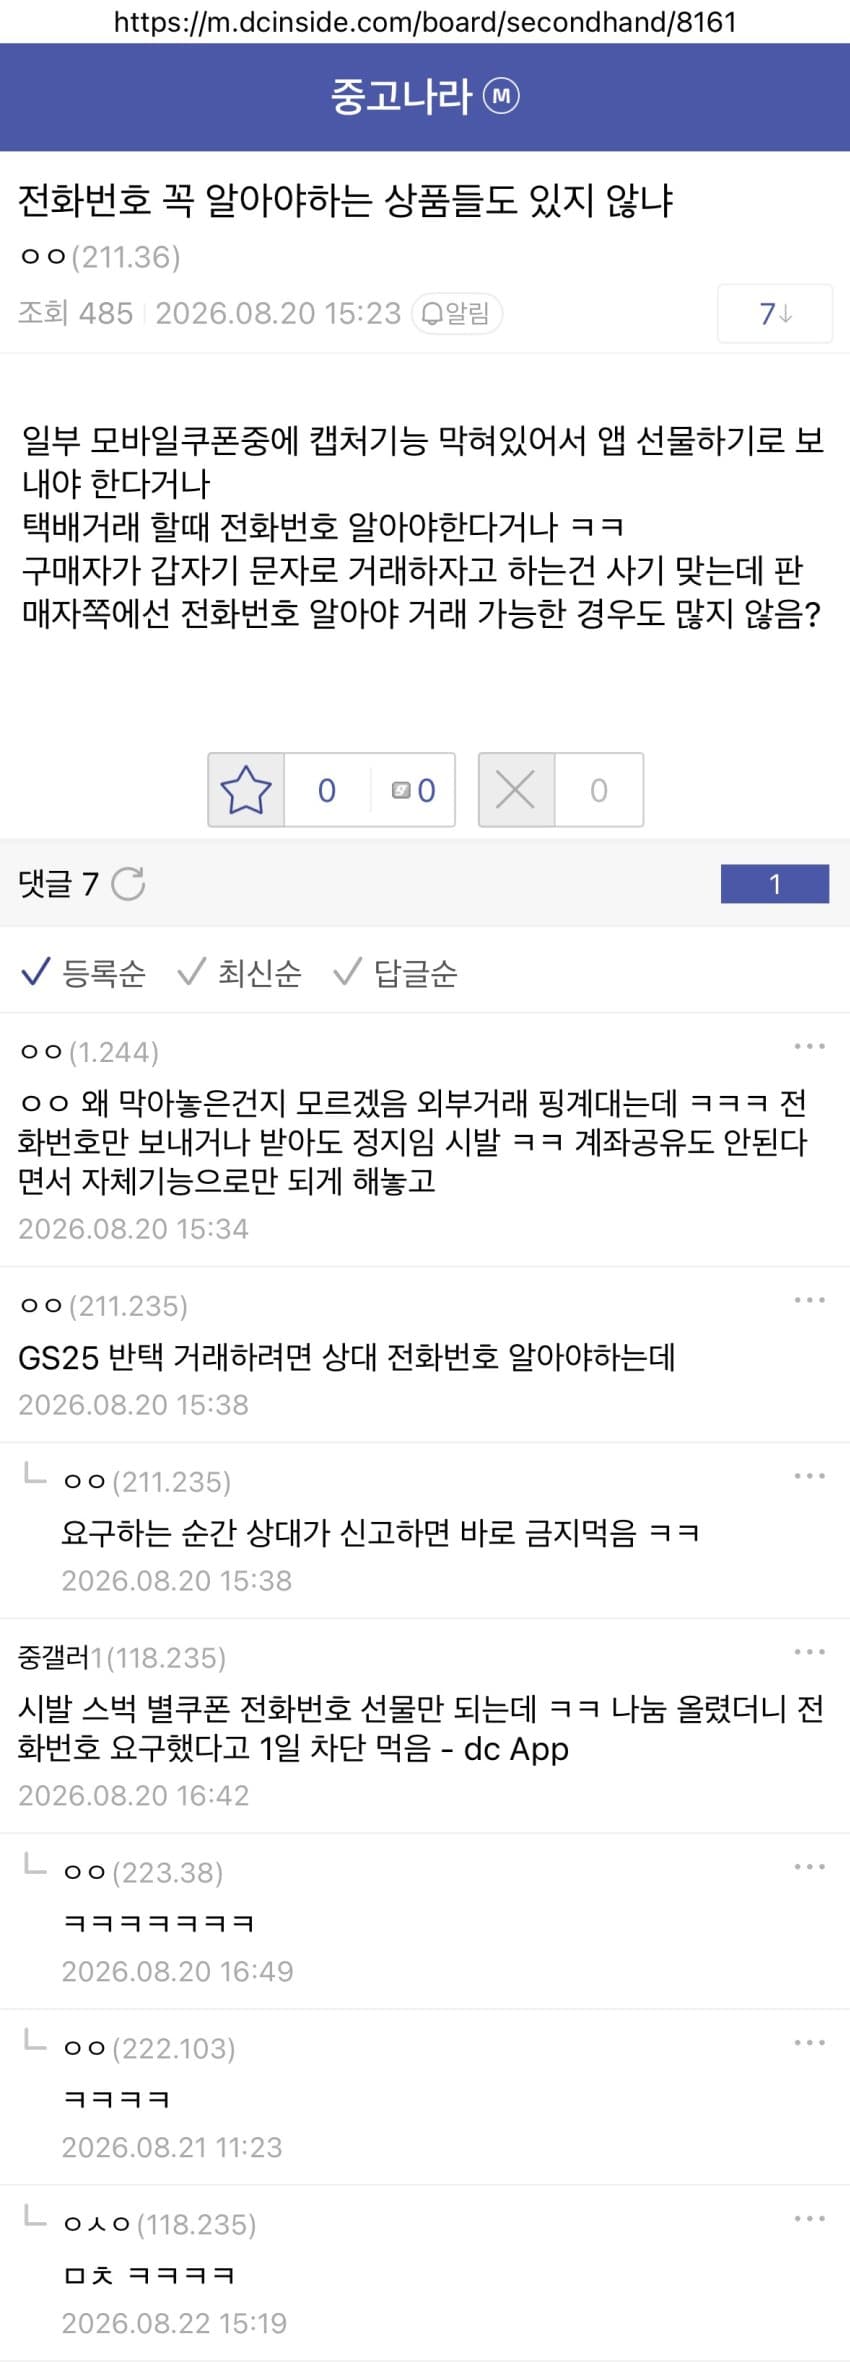 https://m.dcinside.com/board/secondhand/8161
중고나라 M
전화번호 꼭 알아야하는 상품들도 있지 않냐
ㅇㅇ(211.36)
조회 485 2026.08.20 15:23 알림
7↓
일부 모바일쿠폰중에 캡처기능 막혀있어서 앱 선물하기로 보
내야 한다거나
택배거래 할때 전화번호 알아야한다거나 ㅋㅋ
구매자가 갑자기 문자로 거래하자고 하는건 사기 맞는데 판
매자쪽에선 전화번호 알아야 거래 가능한 경우도 많지 않음?
0 0 0
댓글 7
1
등록순 최신순 답글순
ㅇㅇ(1.244)
ㅇㅇ 왜 막아놓은건지 모르겠음 외부거래 핑계대는데 ㅋㅋㅋ 전
화번호만 보내거나 받아도 정지임 시발 ㅋㅋ 계좌공유도 안된다
면서 자체기능으로만 되게 해놓고
2026.08.20 15:34
ㅇㅇ(211.235)
GS25 반택 거래하려면 상대 전화번호 알아야하는데
2026.08.20 15:38
ㅇㅇ(211.235)
요구하는 순간 상대가 신고하면 바로 금지먹음 ㅋㅋ
2026.08.20 15:38
중갤러1(118.235)
시발 스벅 별쿠폰 전화번호 선물만 되는데 ㅋㅋ 나눔 올렸더니 전
화번호 요구했다고 1일 차단 먹음 - dc App
2026.08.20 16:42
ㅇㅇ(223.38)
ㅋㅋㅋㅋㅋㅋㅋ
2026.08.20 16:49
ㅇㅇ(222.103)
ㅋㅋㅋㅋ
2026.08.21 11:23
ㅇㅅㅇ(118.235)
ㅁㅊ ㅋㅋㅋㅋ
2026.08.22 15:19